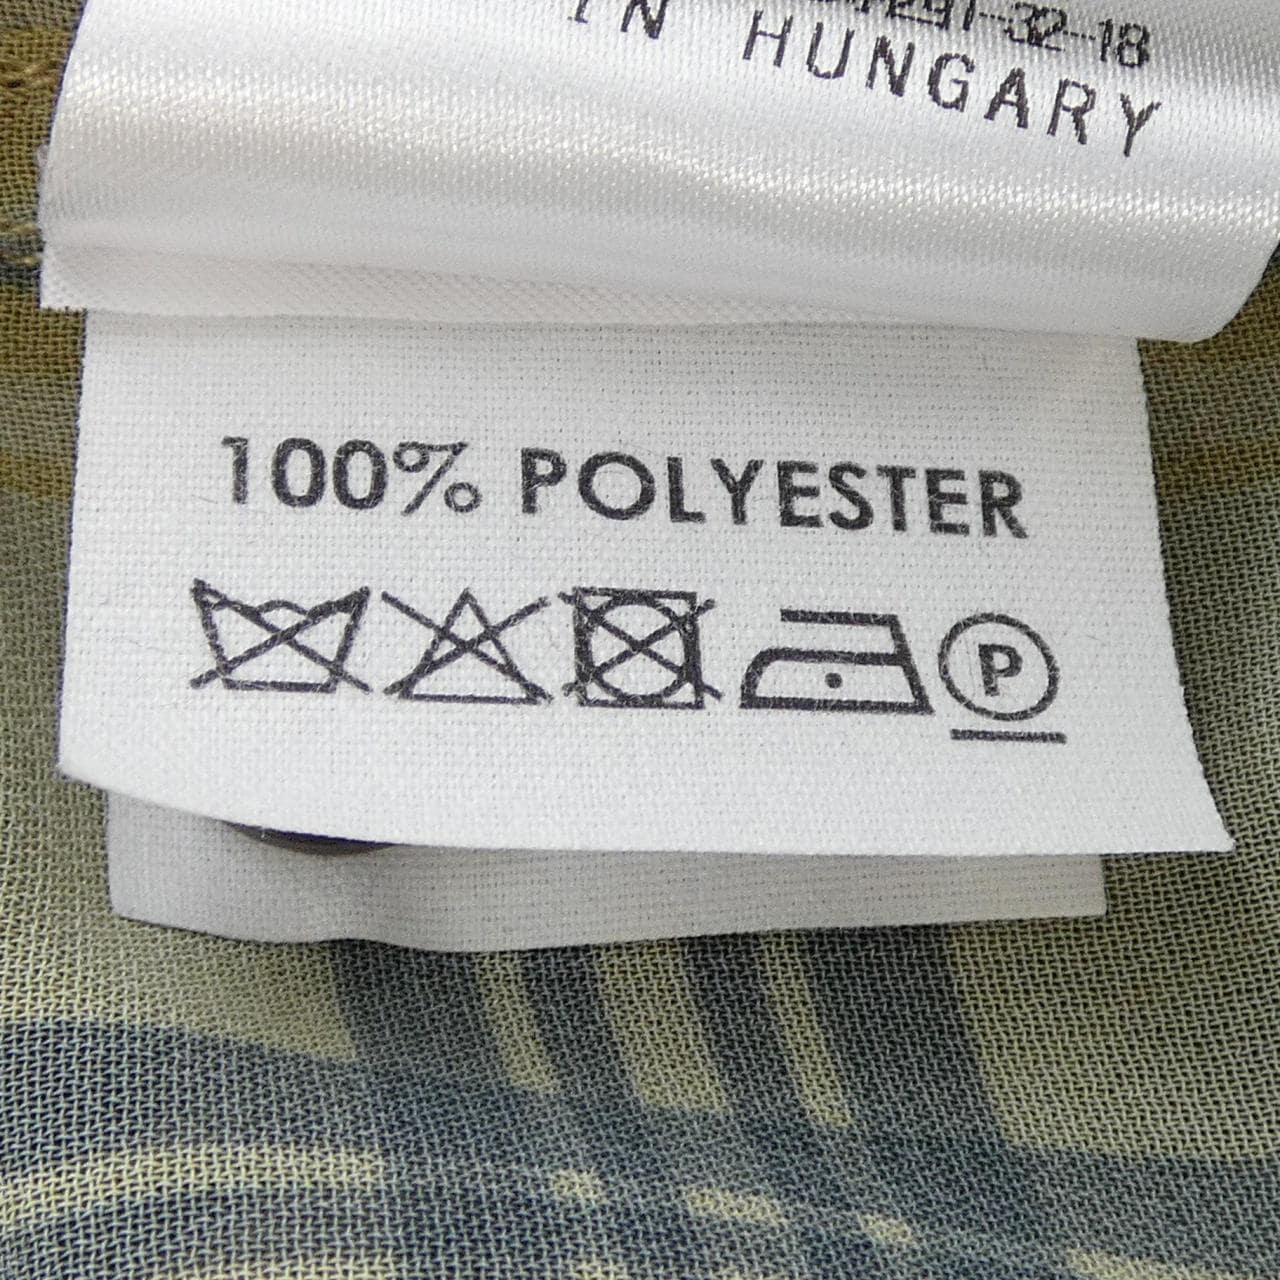 IN HUNGARY
100% POLYESTER
P